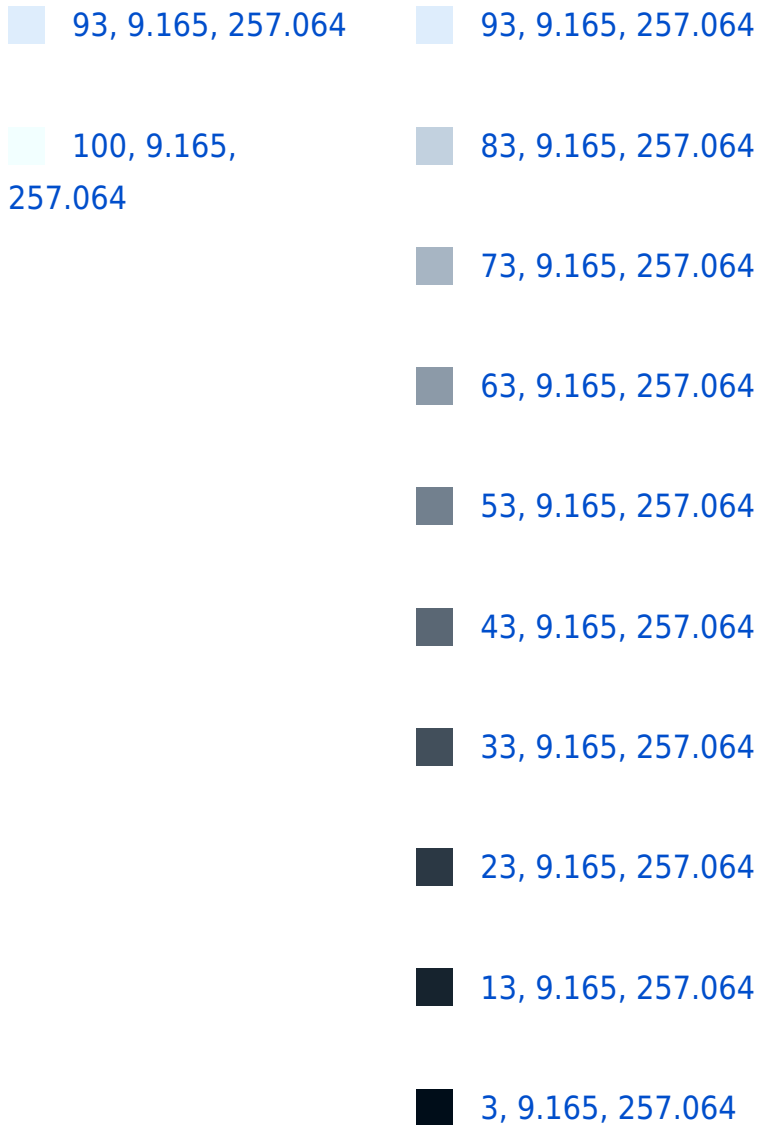 93, 9.165, 257.064
100, 9.165,
257.064
93, 9.165, 257.064
83, 9.165, 257.064
73, 9.165, 257.064
63, 9.165, 257.064
53, 9.165, 257.064
43, 9.165, 257.064
33, 9.165, 257.064
23, 9.165, 257.064
13, 9.165, 257.064
3, 9.165, 257.064